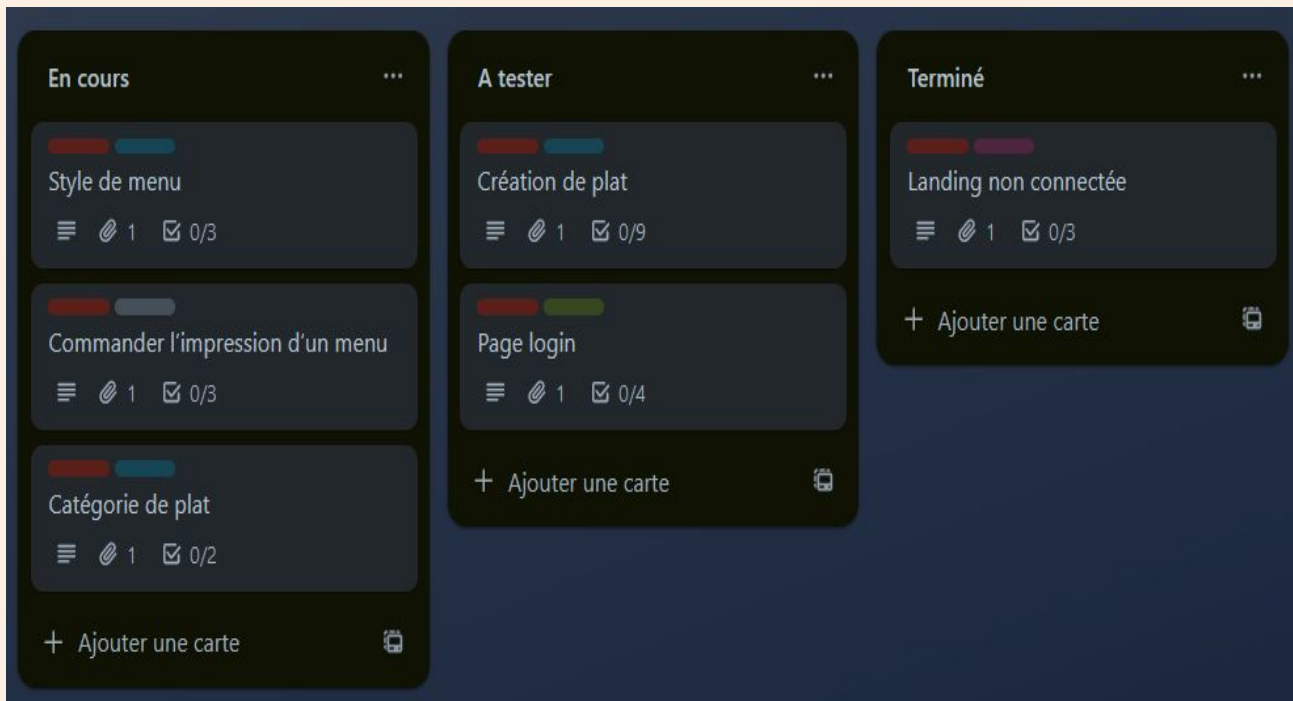 En cours
Style de menu
1 0/3
Commander l'impression d'un menu
1 0/3
Catégorie de plat
1 0/2
+ Ajouter une carte
A tester
Création de plat
1 0/9
Page login
1 0/4
+ Ajouter une carte
Terminé
Landing non connectée
1 0/3
+ Ajouter une carte